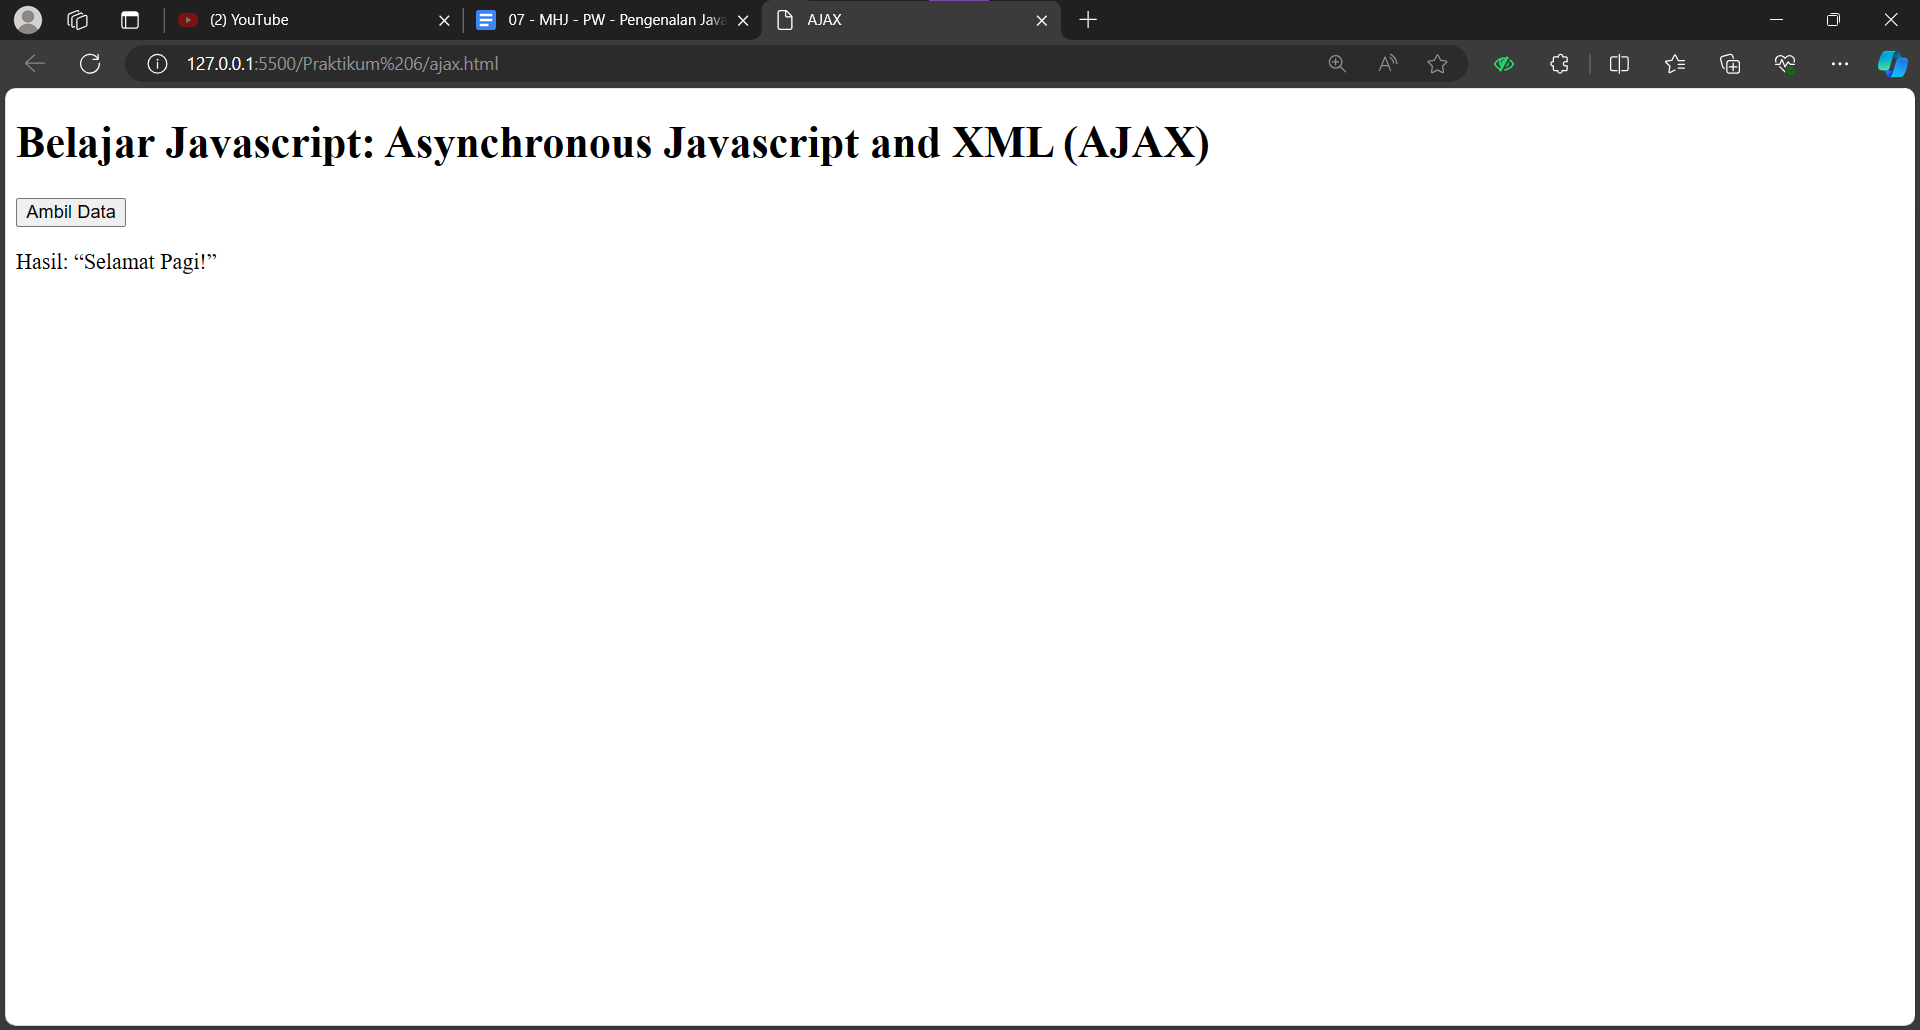 (2) YouTube
07 - MHJ - PW - Pengenalan Java
AJAX
127.0.0.1:5500/Praktikum%206/ajax.html
Belajar Javascript: Asynchronous Javascript and XML (AJAX)
Ambil Data
Hasil: “Selamat Pagi!”